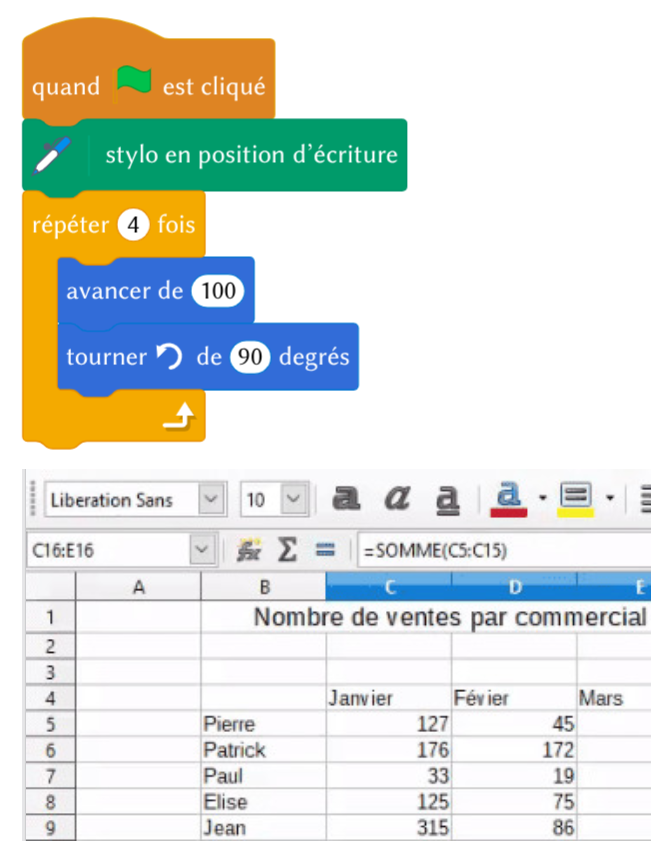 quand est cliqué
stylo en position d'écriture
répéter 4 fois
avancer de 100
tourner de 90 degrés
Liberation Sans 10 a a a a
C16:E16 fx Σ = =SOMME(C5:C15)
A B C D E
1 Nombre de ventes par commercial
2
3
4 Janvier Févier Mars
5 Pierre 127 45
6 Patrick 176 172
7 Paul 33 19
8 Elise 125 75
9 Jean 315 86